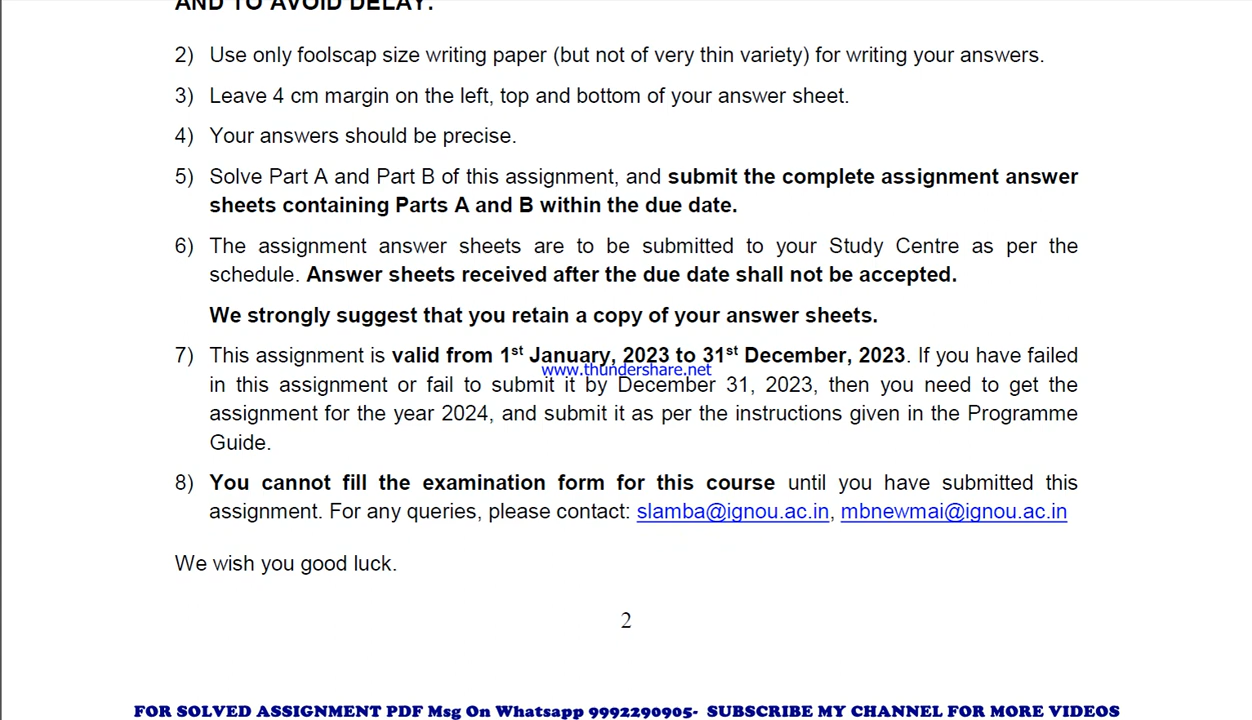 AND TO AVOID DELAY.
2) Use only foolscap size writing paper (but not of very thin variety) for writing your answers.
3) Leave 4 cm margin on the left, top and bottom of your answer sheet.
4) Your answers should be precise.
5) Solve Part A and Part B of this assignment, and submit the complete assignment answer
sheets containing Parts A and B within the due date.
6) The assignment answer sheets are to be submitted to your Study Centre as per the
schedule. Answer sheets received after the due date shall not be accepted.
We strongly suggest that you retain a copy of your answer sheets.
7) This assignment is valid from 1st January, 2023 to 31st December, 2023. If you have failed
www.thundershare.net
in this assignment or fail to submit it by December 31, 2023, then you need to get the
assignment for the year 2024, and submit it as per the instructions given in the Programme
Guide.
8) You cannot fill the examination form for this course until you have submitted this
assignment. For any queries, please contact: slamba@ignou.ac.in, mbnewmai@ignou.ac.in
We wish you good luck.
2
FOR SOLVED ASSIGNMENT PDF Msg On Whatsapp 9992290905- SUBSCRIBE MY CHANNEL FOR MORE VIDEOS